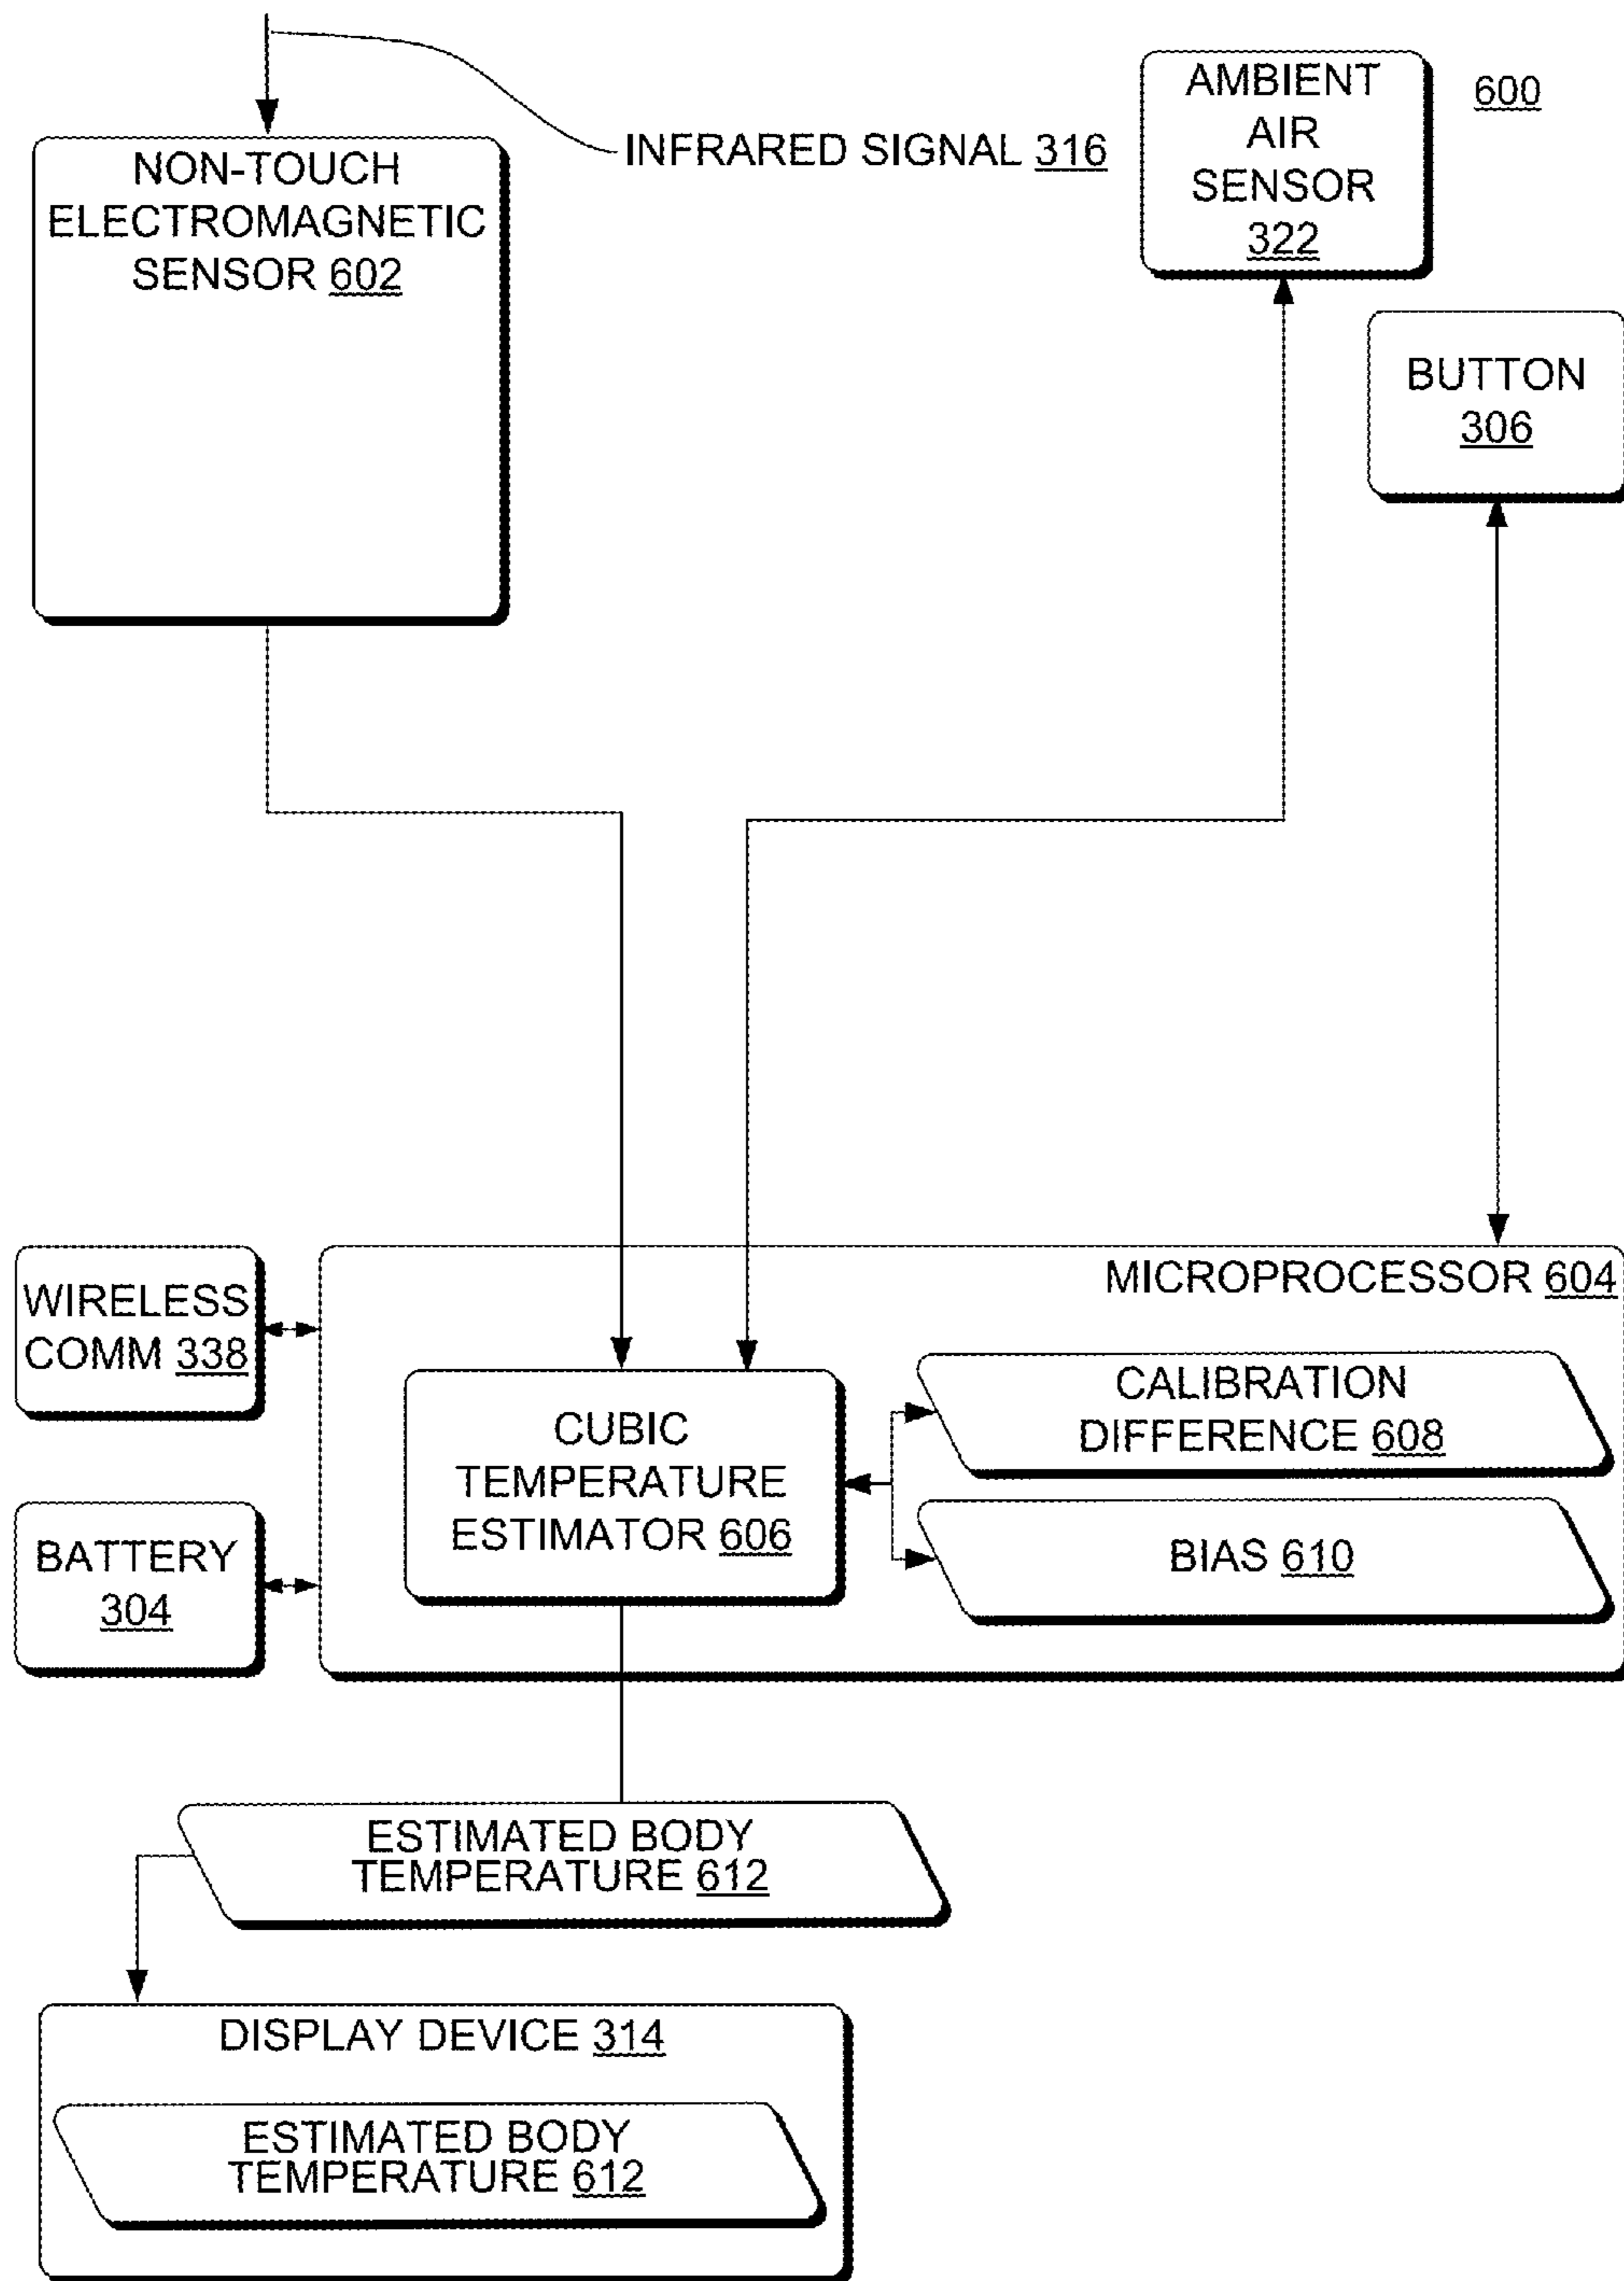 INFRARED SIGNAL 316
NON-TOUCH
ELECTROMAGNETIC
SENSOR 602
AMBIENT
AIR
SENSOR
322
600
BUTTON
306
MICROPROCESSOR 604
WIRELESS
COMM 338
CUBIC
TEMPERATURE
ESTIMATOR 606
CALIBRATION
DIFFERENCE 608
BIAS 610
BATTERY
304
ESTIMATED BODY
TEMPERATURE 612
DISPLAY DEVICE 314
ESTIMATED BODY
TEMPERATURE 612